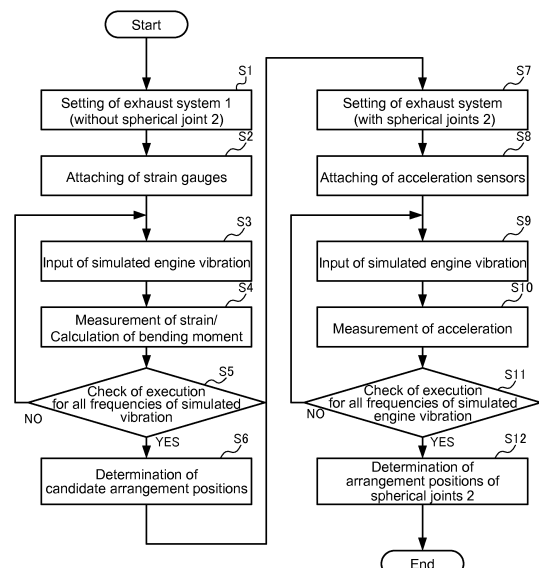 Start
S1
Setting of exhaust system 1
(without spherical joint 2)
S2
Attaching of strain gauges
S3
Input of simulated engine vibration
S4
Measurement of strain/
Calculation of bending moment
S5
Check of execution
for all frequencies of simulated
vibration
NO
YES
S6
Determination of
candidate arrangement positions
S7
Setting of exhaust system
(with spherical joints 2)
S8
Attaching of acceleration sensors
S9
Input of simulated engine vibration
S10
Measurement of acceleration
S11
Check of execution
for all frequencies of simulated
engine vibration
NO
YES
S12
Determination of
arrangement positions of
spherical joints 2
End